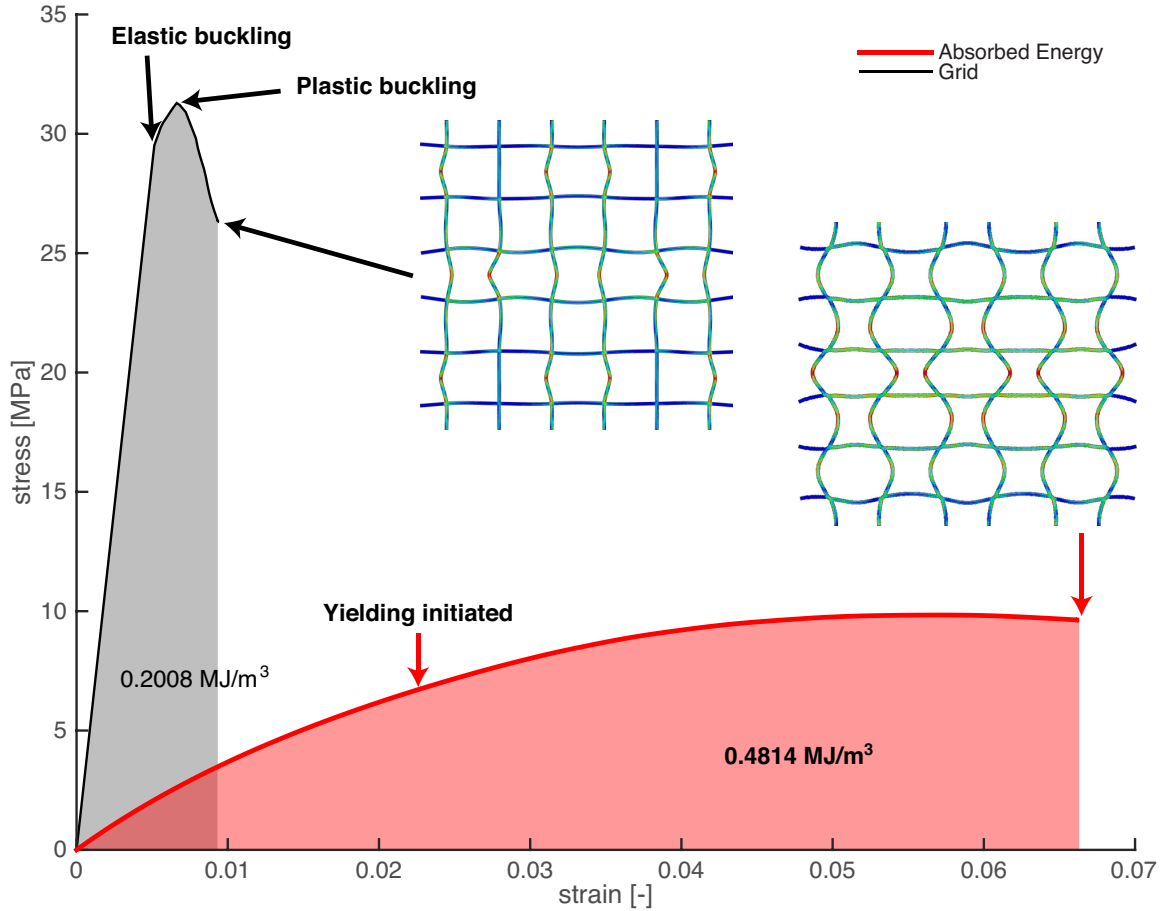 35
Elastic buckling
Absorbed Energy
Grid
Plastic buckling
30
25
20
stress [MPa]
15
10
Yielding initiated
0.2008 MJ/m³
5
0.4814 MJ/m³
0
0 0.01 0.02 0.03 0.04 0.05 0.06 0.07
strain [-]